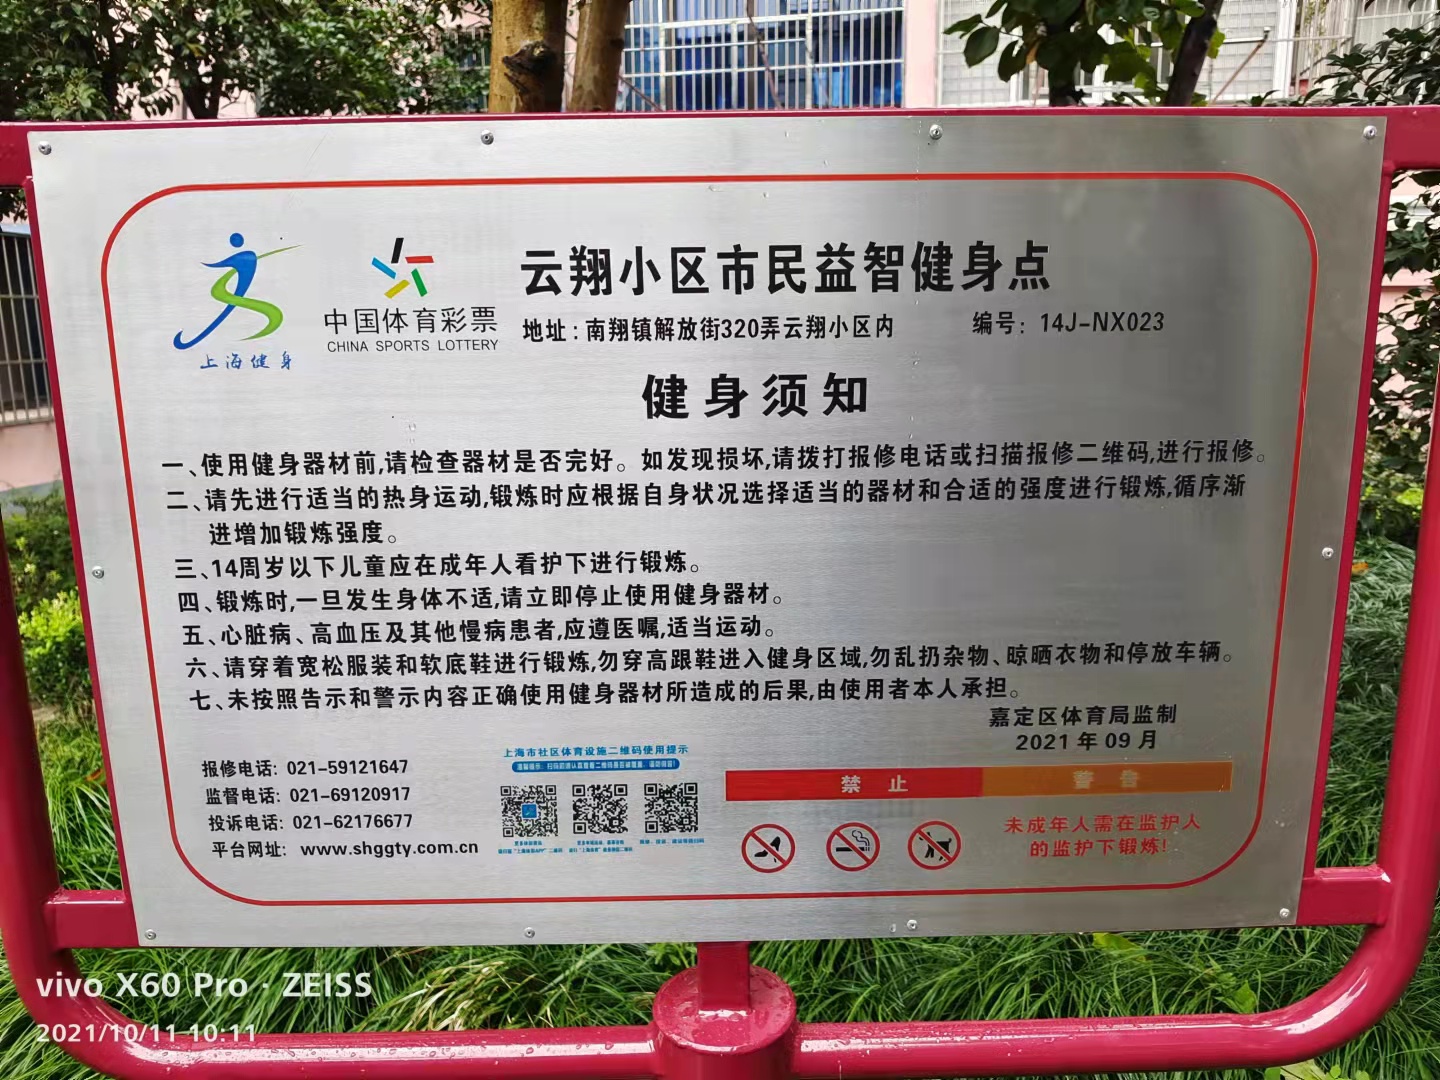 云翔小区市民益智健身点
上海健身
中国体育彩票
CHINA SPORTS LOTTERY
地址：南翔镇解放街320弄云翔小区内
编号：14J-NX023
健身须知
一、使用健身器材前,请检查器材是否完好。如发现损坏,请拨打报修电话或扫描报修二维码,进行报修。
二、请先进行适当的热身运动,锻炼时应根据自身状况选择适当的器材和合适的强度进行锻炼,循序渐
进增加锻炼强度。
三、14周岁以下儿童应在成年人看护下进行锻炼。
四、锻炼时,一旦发生身体不适,请立即停止使用健身器材。
五、心脏病、高血压及其他慢病患者,应遵医嘱,适当运动。
六、请穿着宽松服装和软底鞋进行锻炼,勿穿高跟鞋进入健身区域,勿乱扔杂物、晾晒衣物和停放车辆。
七、未按照告示和警示内容正确使用健身器材所造成的后果,由使用者本人承担。
嘉定区体育局监制
2021年09月
报修电话：021-59121647
监督电话：021-69120917
投诉电话：021-62176677
平台网址：www.shggty.com.cn
上海市社区体育设施二维码使用提示
禁止
警告
未成年人需在监护人
的监护下锻炼!
vivo X60 Pro · ZEISS
2021/10/11 10:11